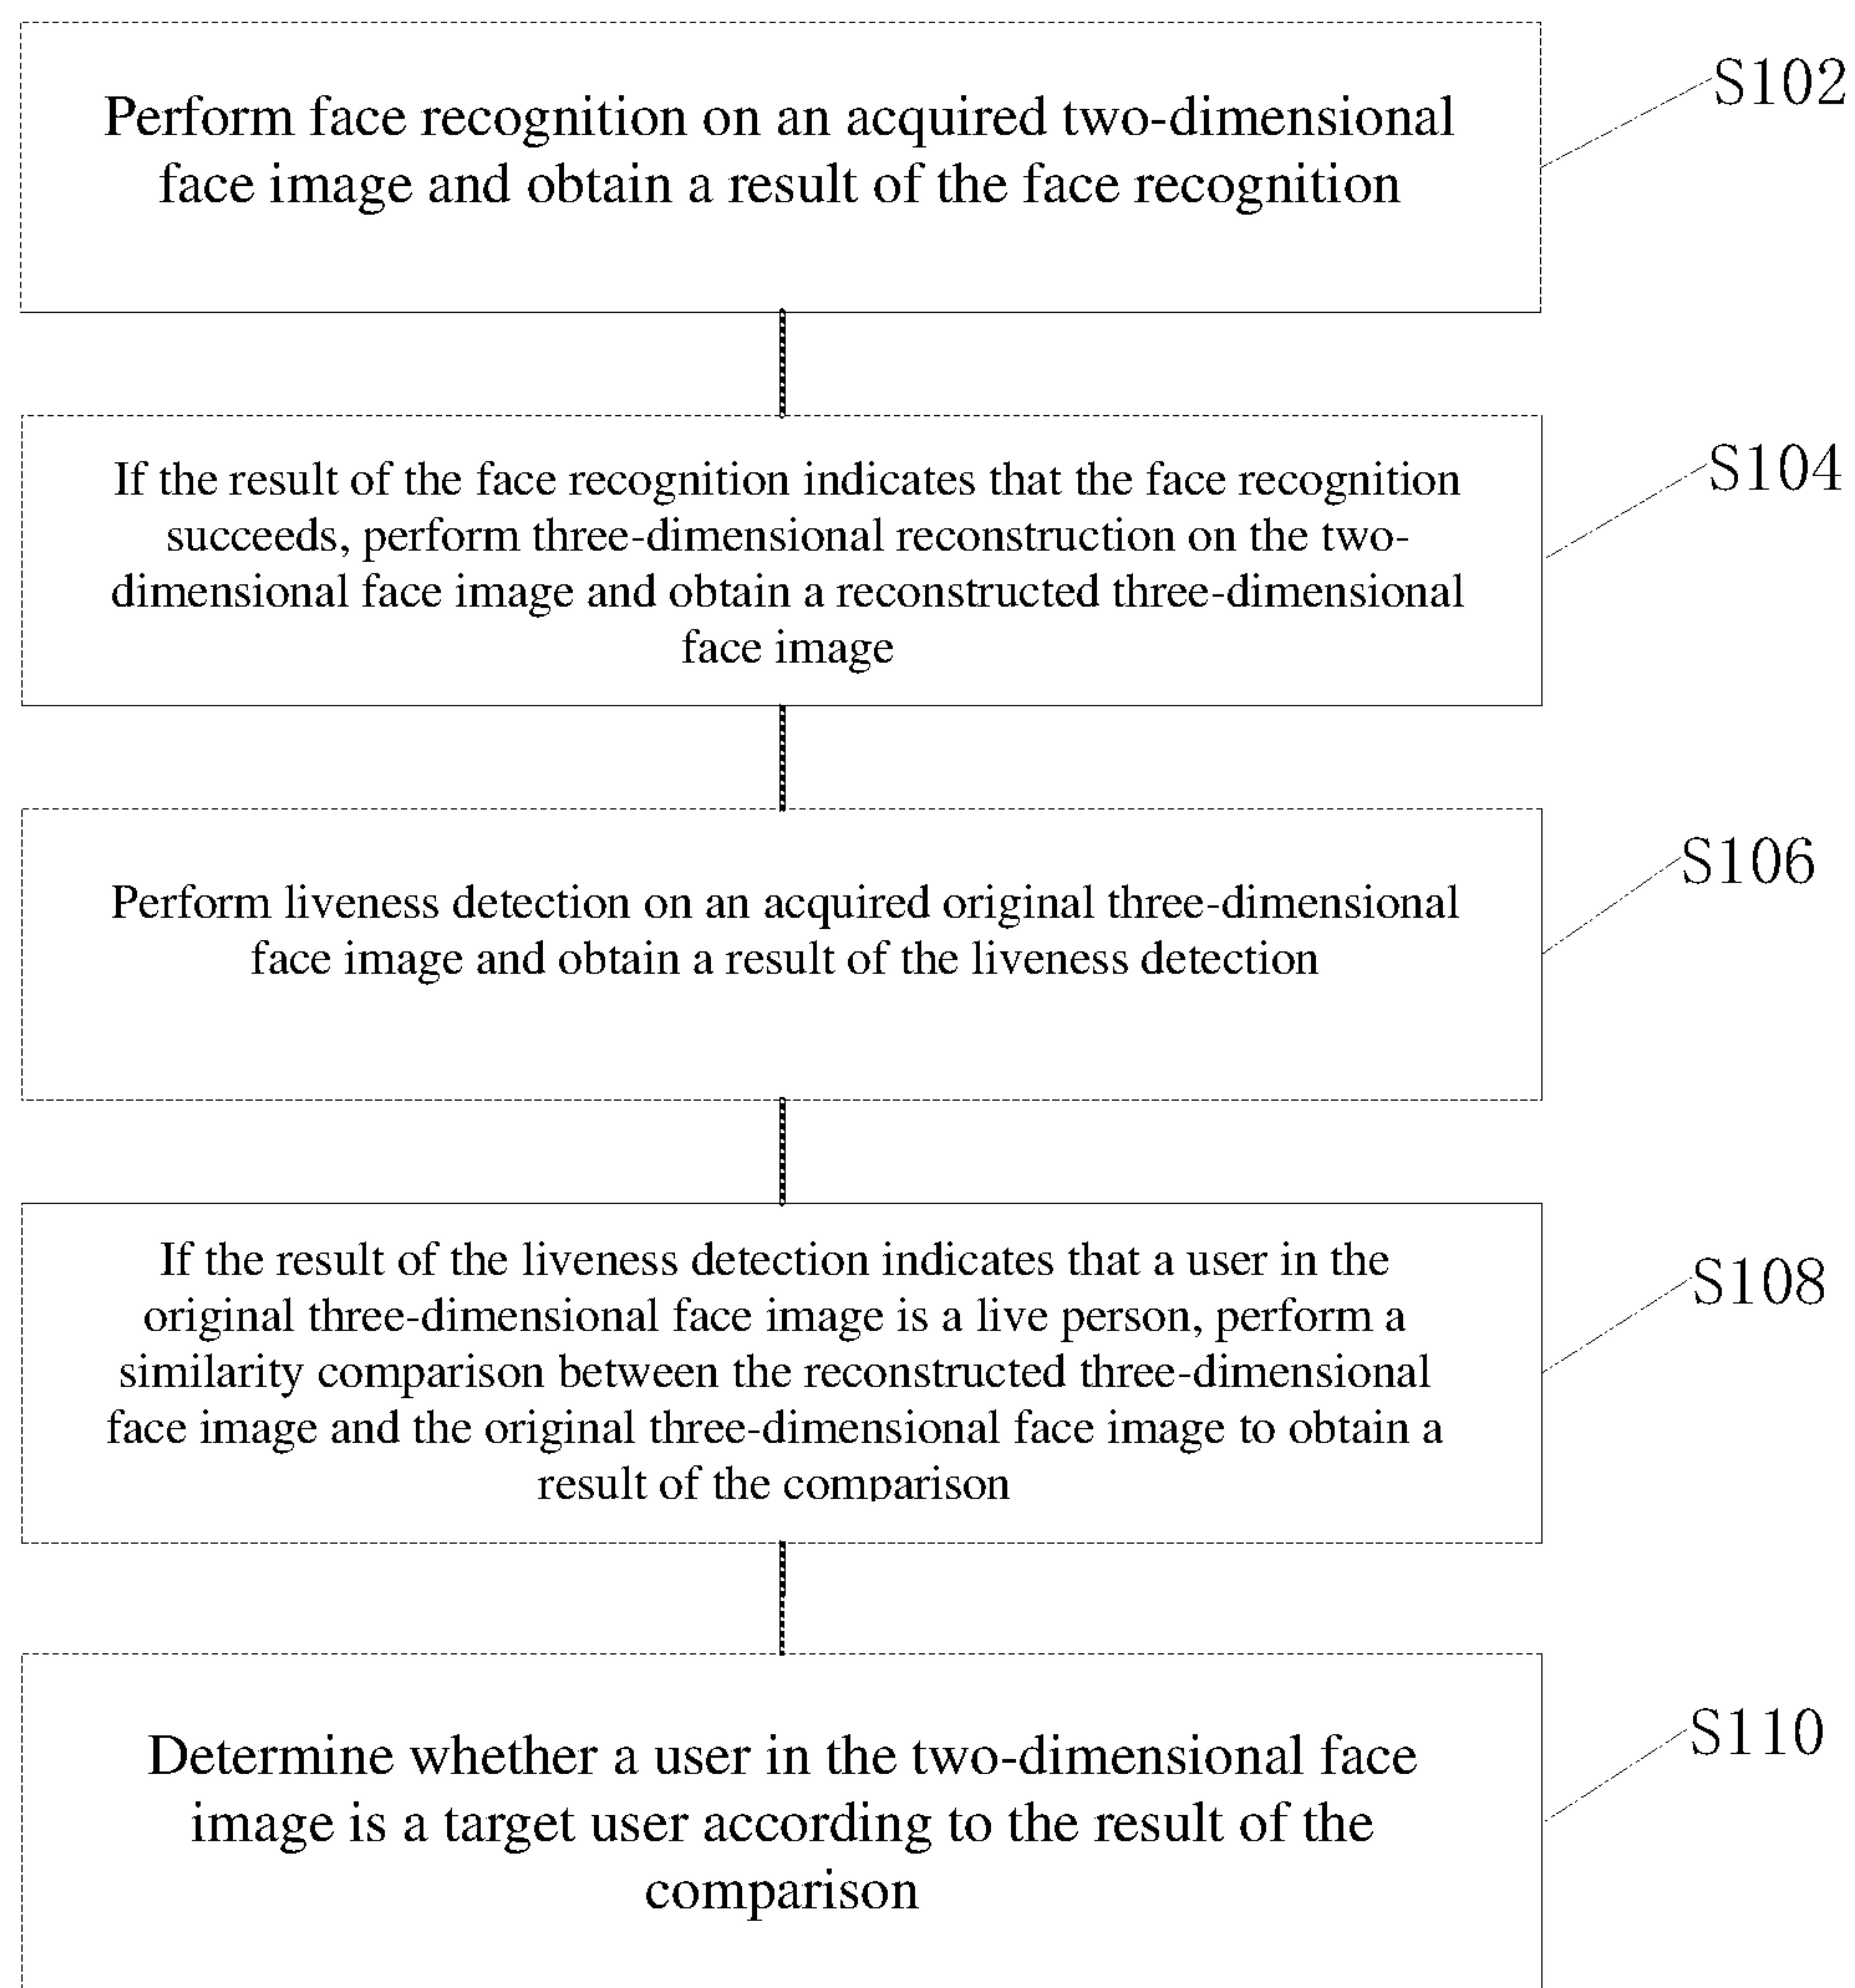 Perform face recognition on an acquired two-dimensional
face image and obtain a result of the face recognition
S102
If the result of the face recognition indicates that the face recognition
succeeds, perform three-dimensional reconstruction on the two-
dimensional face image and obtain a reconstructed three-dimensional
face image
S104
Perform liveness detection on an acquired original three-dimensional
face image and obtain a result of the liveness detection
S106
If the result of the liveness detection indicates that a user in the
original three-dimensional face image is a live person, perform a
similarity comparison between the reconstructed three-dimensional
face image and the original three-dimensional face image to obtain a
result of the comparison
S108
Determine whether a user in the two-dimensional face
image is a target user according to the result of the
comparison
S110